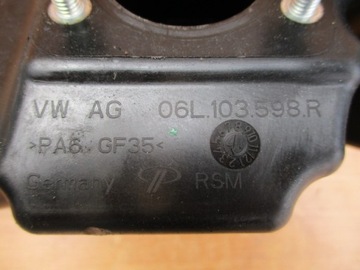 VW AG 06L.103.598.R
>PA6 GF35<
Germany RSM